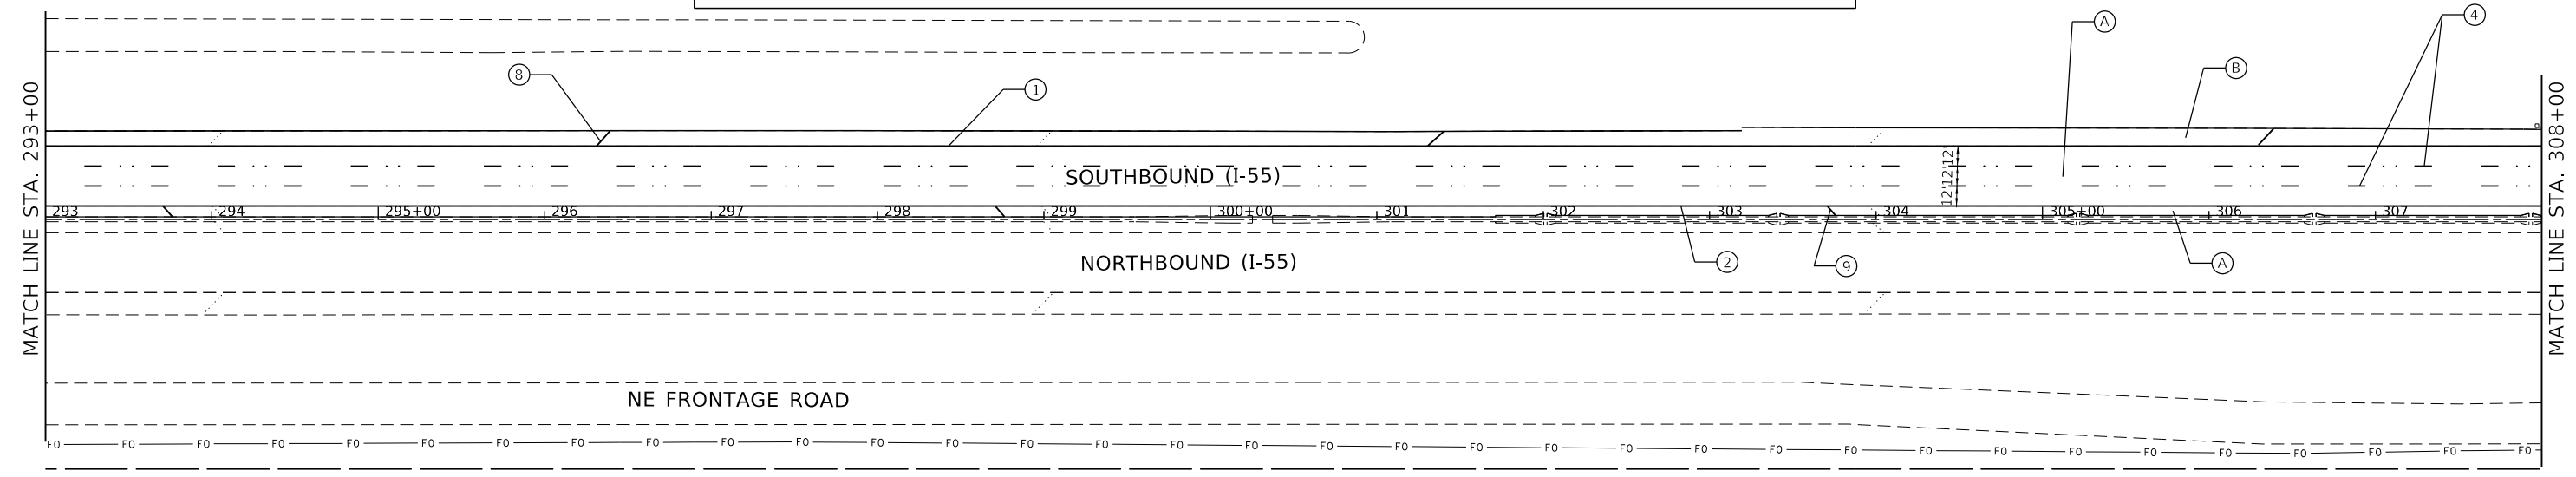 A
4
B
8
1
MATCH LINE STA. 293+00
MATCH LINE STA. 308+00
12'
12'
12'
SOUTHBOUND (I-55)
293 294 295+00 296 297 298 299 300+00 301 302 303 304 305+00 306 307
2
9
A
NORTHBOUND (I-55)
NE FRONTAGE ROAD
FO FO FO FO FO FO FO FO FO FO FO FO FO FO FO FO FO FO FO FO FO FO FO FO FO FO FO FO FO FO FO FO FO FO